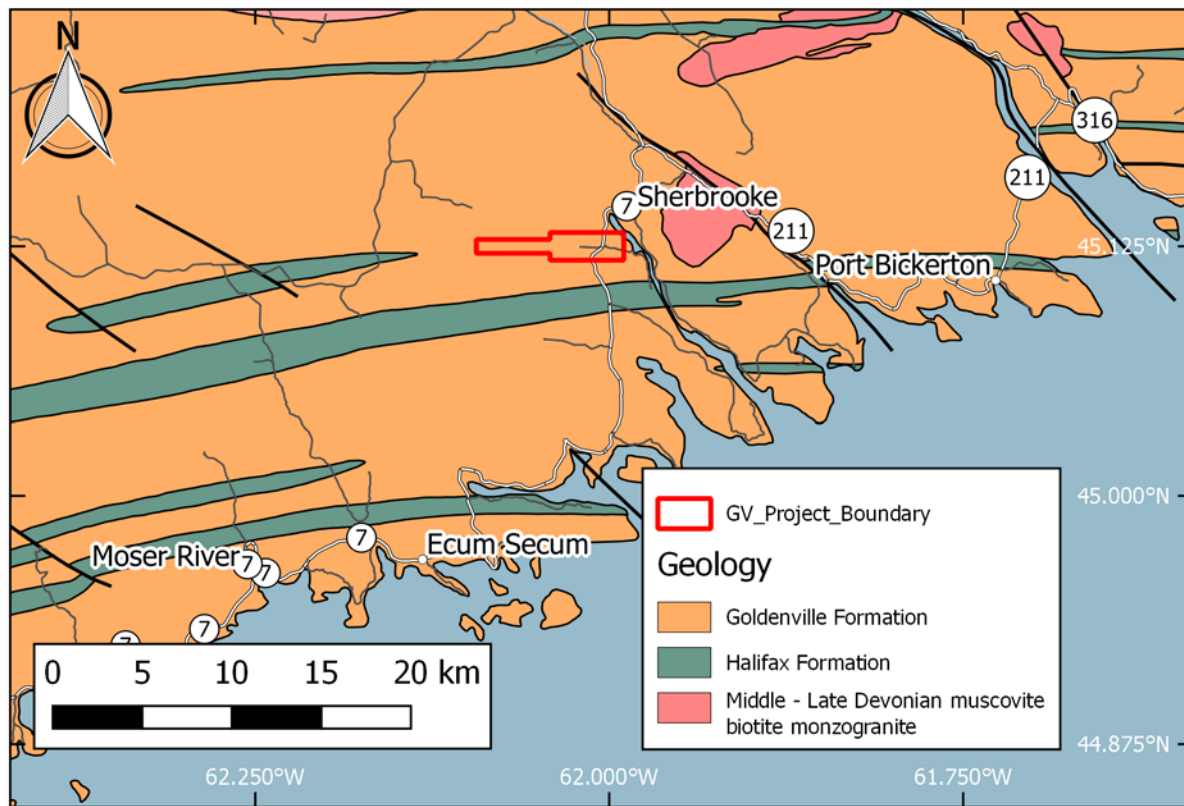 N
316
211
7
Sherbrooke
211
45.125°N
Port Bickerton
45.000°N
GV_Project_Boundary
Geology
7
Ecum Secum
Moser River
7
7
Goldenville Formation
7
7
Halifax Formation
0 5 10 15 20 km
Middle - Late Devonian muscovite
biotite monzogranite
44.875°N
62.250°W
62.000°W
61.750°W